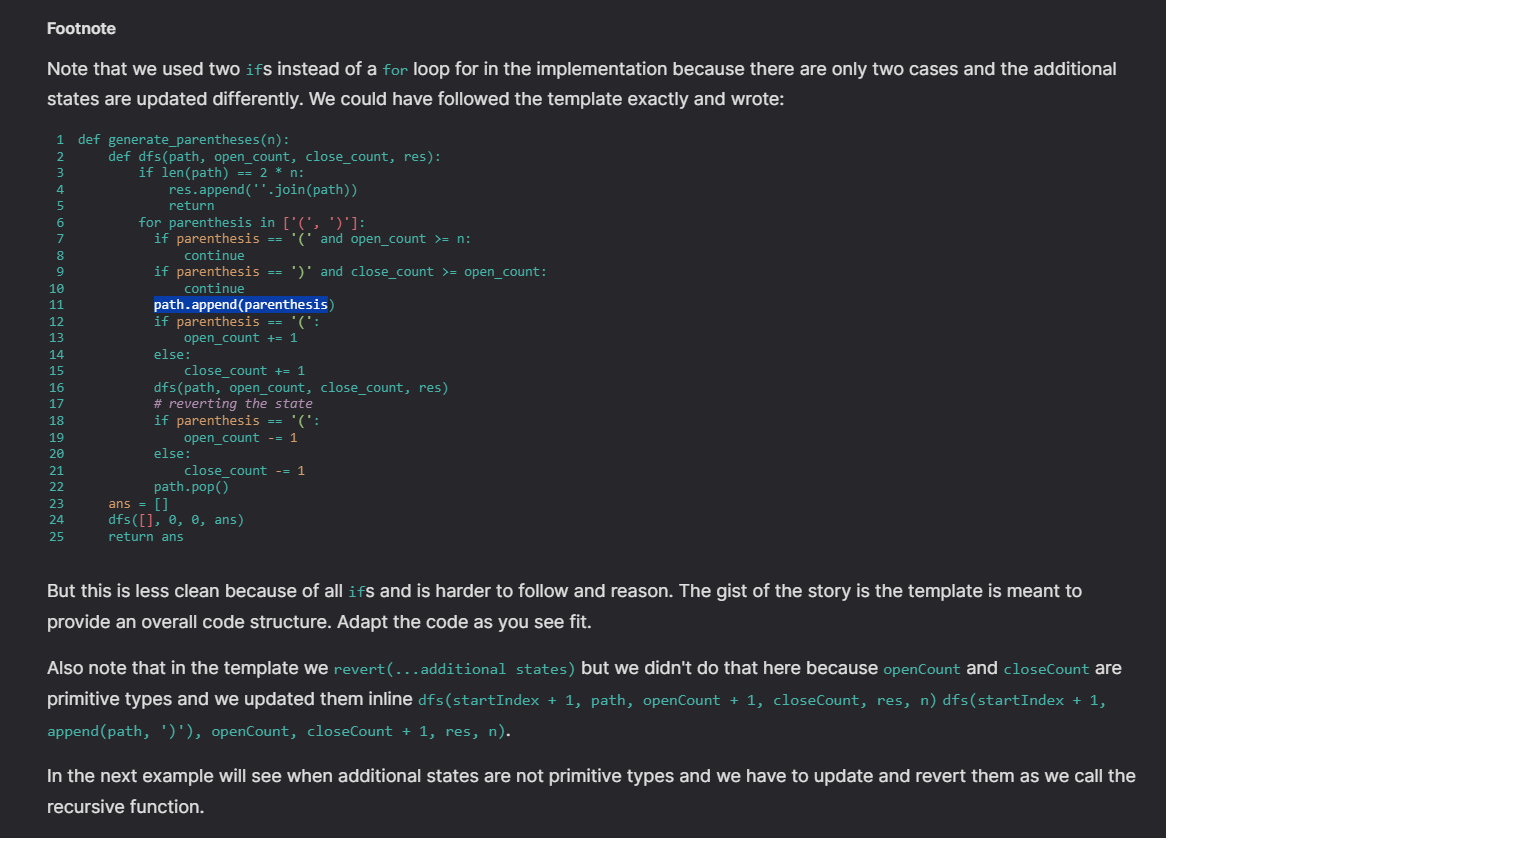 Footnote
Note that we used two ifs instead of a for loop for in the implementation because there are only two cases and the additional
states are updated differently. We could have followed the template exactly and wrote:
1 def generate_parentheses(n):
2     def dfs(path, open_count, close_count, res):
3         if len(path) == 2 * n:
4             res.append(''.join(path))
5             return
6         for parenthesis in ['(', ')']:
7           if parenthesis == '(' and open_count >= n:
8               continue
9           if parenthesis == ')' and close_count >= open_count:
10               continue
11           path.append(parenthesis)
12           if parenthesis == '(':
13               open_count += 1
14           else:
15               close_count += 1
16           dfs(path, open_count, close_count, res)
17           # reverting the state
18           if parenthesis == '(':
19               open_count -= 1
20           else:
21               close_count -= 1
22           path.pop()
23     ans = []
24     dfs([], 0, 0, ans)
25     return ans
But this is less clean because of all ifs and is harder to follow and reason. The gist of the story is the template is meant to
provide an overall code structure. Adapt the code as you see fit.
Also note that in the template we revert(...additional states) but we didn't do that here because openCount and closeCount are
primitive types and we updated them inline dfs(startIndex + 1, path, openCount + 1, closeCount, res, n) dfs(startIndex + 1,
append(path, ')'), openCount, closeCount + 1, res, n).
In the next example will see when additional states are not primitive types and we have to update and revert them as we call the
recursive function.